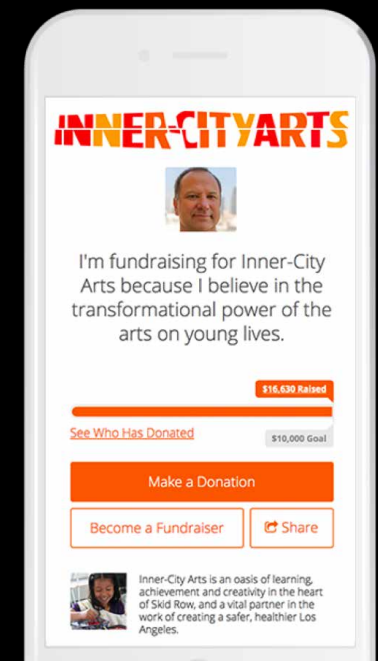 INNER-CITYARTS
I'm fundraising for Inner-City
Arts because I believe in the
transformational power of the
arts on young lives.
$16,630 Raised
See Who Has Donated
$10,000 Goal
Make a Donation
Become a Fundraiser
Share
Inner-City Arts is an oasis of learning,
achievement and creativity in the heart
of Skid Row, and a vital partner in the
work of creating a safer, healthier Los
Angeles.